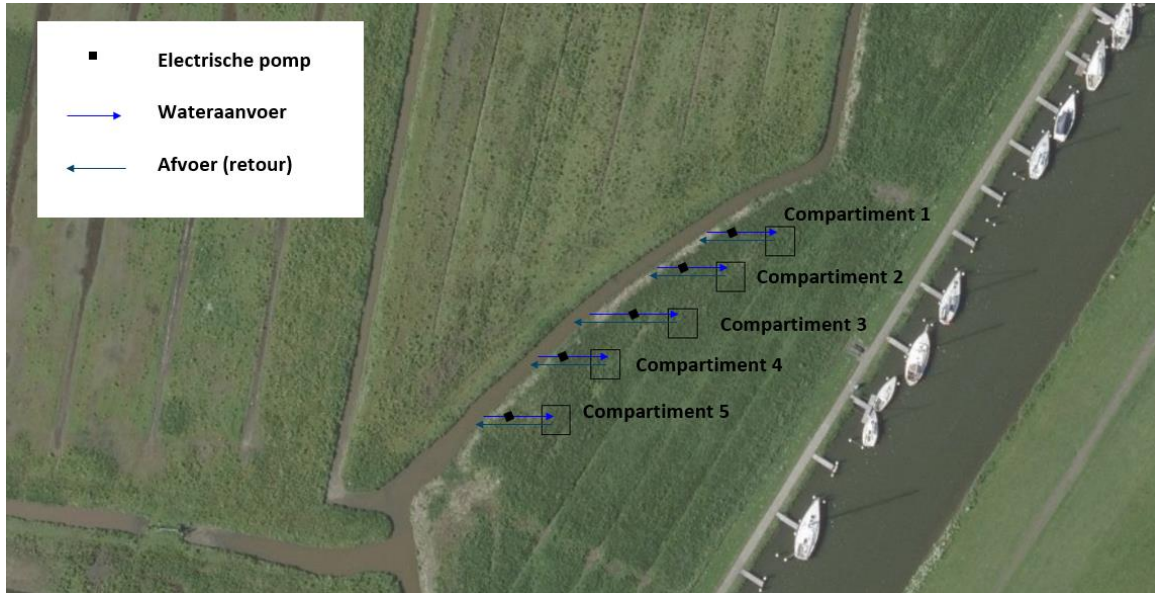 Electrische pomp
Wateraanvoer
Afvoer (retour)
Compartiment 1
Compartiment 2
Compartiment 3
Compartiment 4
Compartiment 5